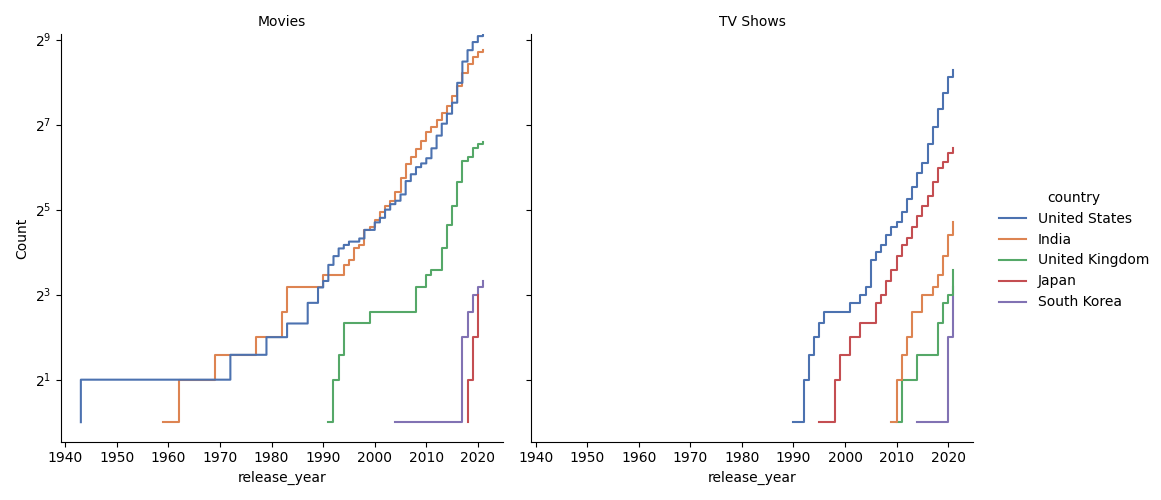 Movies
TV Shows
Count
2^9
2^7
2^5
2^3
2^1
1940 1950 1960 1970 1980 1990 2000 2010 2020
release_year
1940 1950 1960 1970 1980 1990 2000 2010 2020
release_year
country
United States
India
United Kingdom
Japan
South Korea